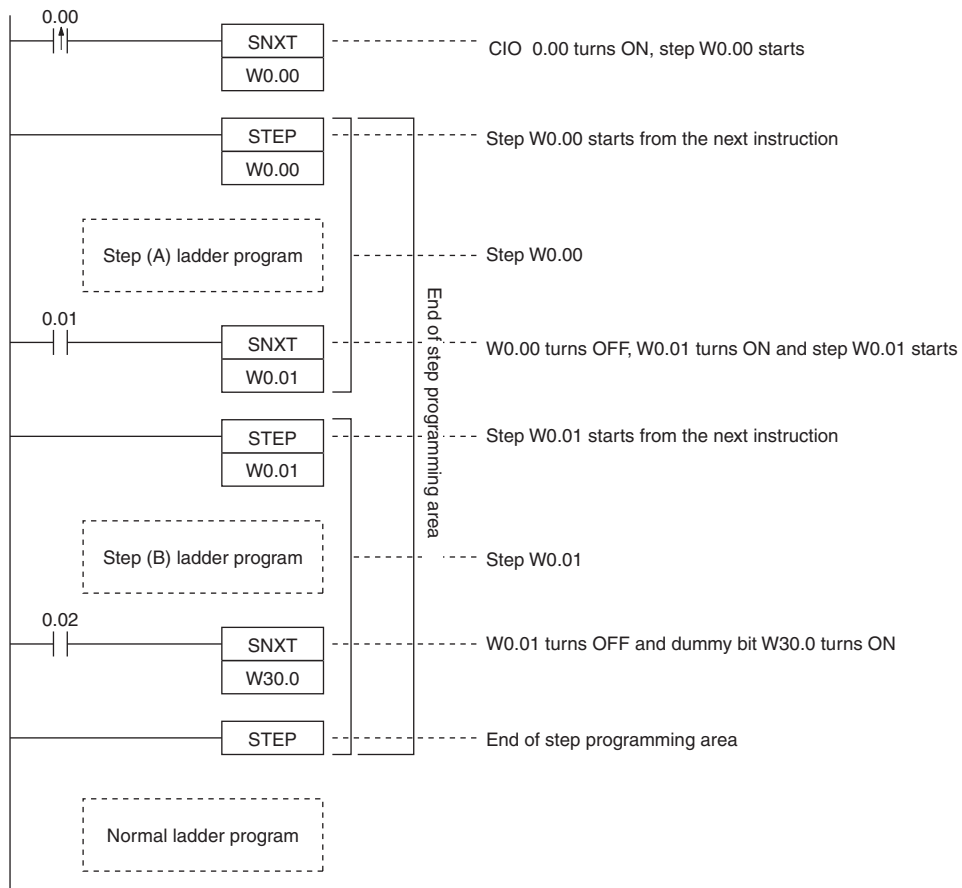 0.00
SNXT
W0.00
CIO 0.00 turns ON, step W0.00 starts
STEP
W0.00
Step W0.00 starts from the next instruction
Step (A) ladder program
Step W0.00
End of step programming area
0.01
SNXT
W0.01
W0.00 turns OFF, W0.01 turns ON and step W0.01 starts
STEP
W0.01
Step W0.01 starts from the next instruction
Step (B) ladder program
Step W0.01
0.02
SNXT
W30.0
W0.01 turns OFF and dummy bit W30.0 turns ON
STEP
End of step programming area
Normal ladder program